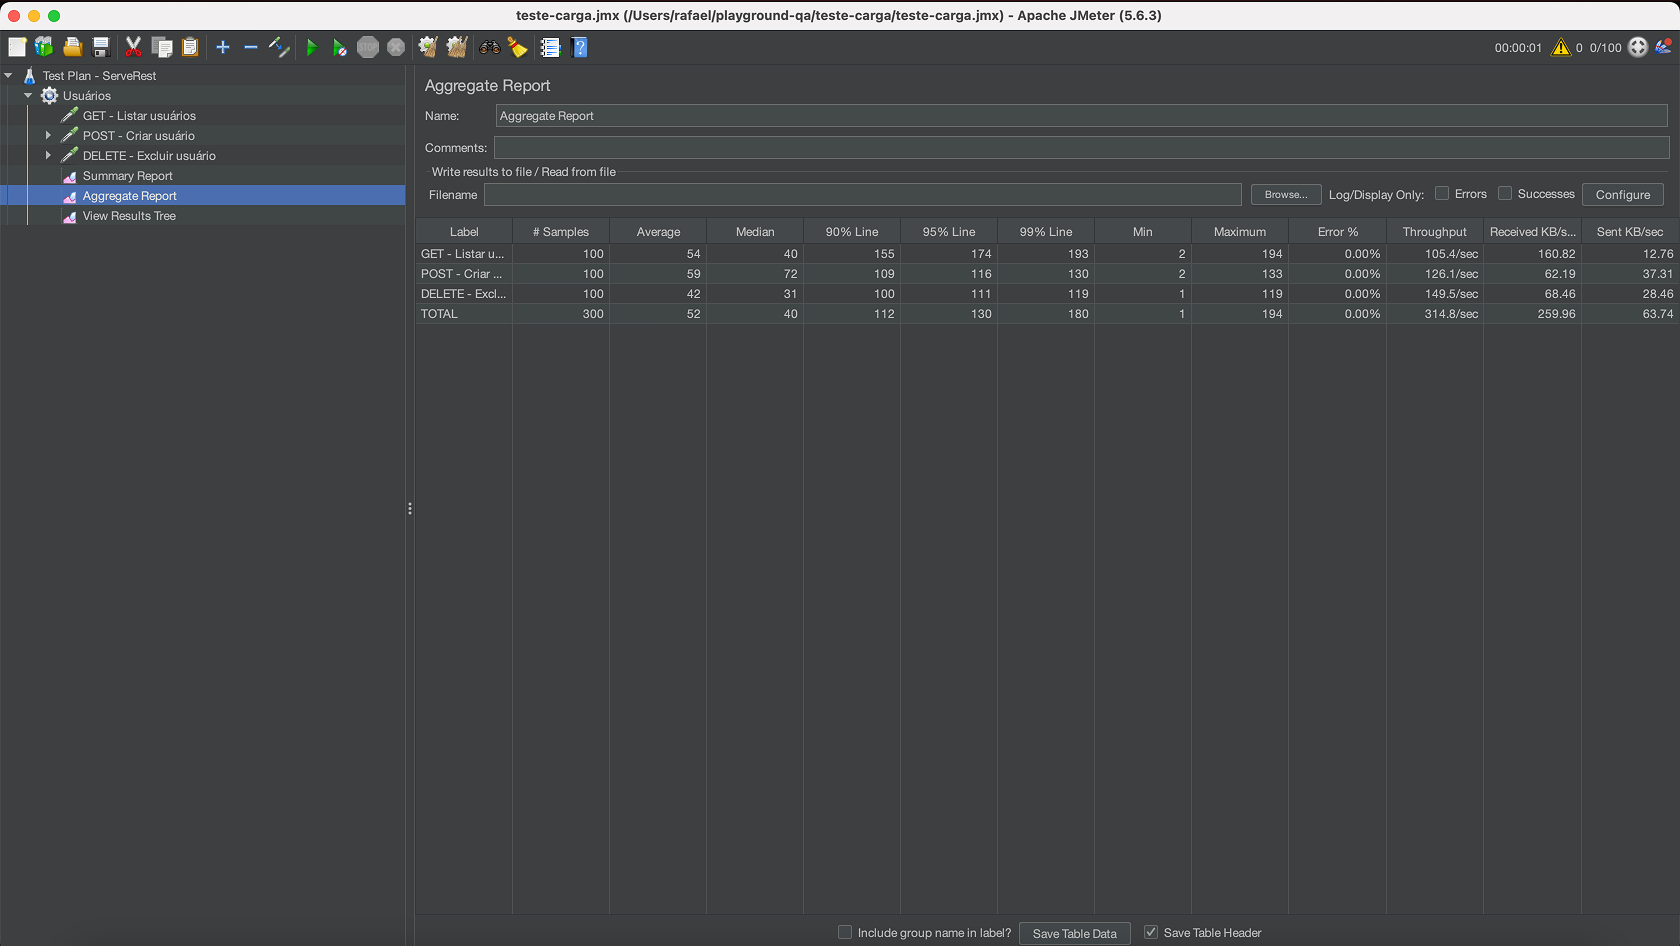 teste-carga.jmx (/Users/rafael/playground-qa/teste-carga/teste-carga.jmx) - Apache JMeter (5.6.3)
STOP
00:00:01 0 0/100
Test Plan - ServeRest
Usuários
GET - Listar usuários
POST - Criar usuário
DELETE - Excluir usuário
Summary Report
Aggregate Report
View Results Tree
Aggregate Report
Name: Aggregate Report
Comments:
Write results to file / Read from file
Filename Browse... Log/Display Only: Errors Successes Configure
Label # Samples Average Median 90% Line 95% Line 99% Line Min Maximum Error % Throughput Received KB/s... Sent KB/sec
GET - Listar u... 100 54 40 155 174 193 2 194 0.00% 105.4/sec 160.82 12.76
POST - Criar ... 100 59 72 109 116 130 2 133 0.00% 126.1/sec 62.19 37.31
DELETE - Excl... 100 42 31 100 111 119 1 119 0.00% 149.5/sec 68.46 28.46
TOTAL 300 52 40 112 130 180 1 194 0.00% 314.8/sec 259.96 63.74
Include group name in label? Save Table Data Save Table Header